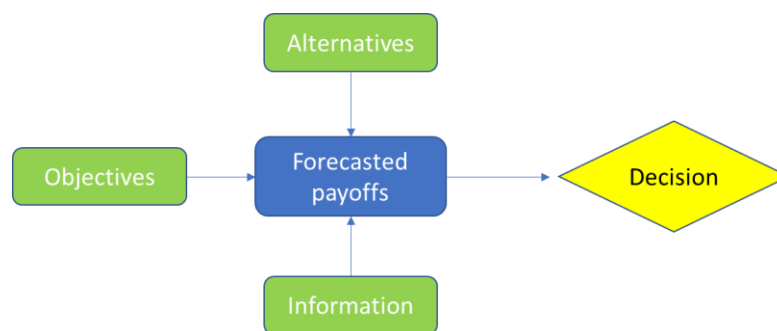 Alternatives
Objectives
Forecasted
payoffs
Decision
Information